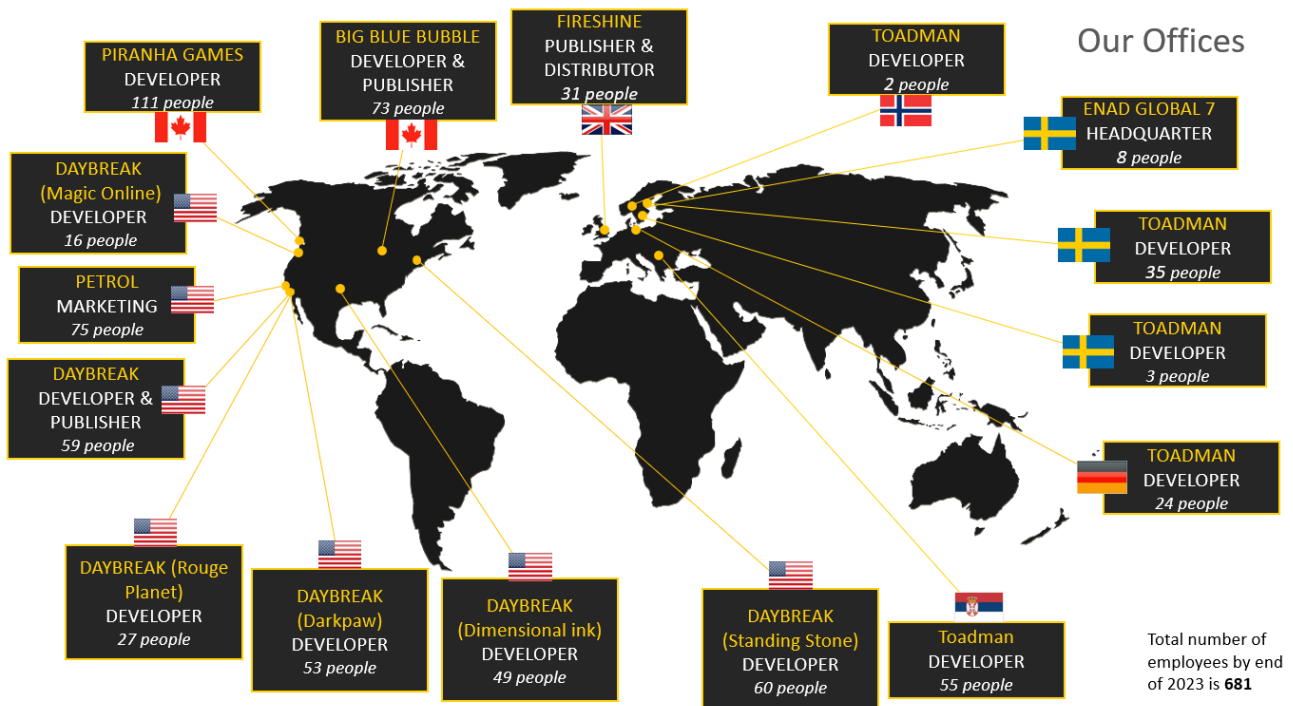 Our Offices
PIRANHA GAMES
DEVELOPER
111 people
BIG BLUE BUBBLE
DEVELOPER &
PUBLISHER
73 people
FIRESHINE
PUBLISHER &
DISTRIBUTOR
31 people
TOADMAN
DEVELOPER
2 people
ENAD GLOBAL 7
HEADQUARTER
8 people
DAYBREAK
(Magic Online)
DEVELOPER
16 people
TOADMAN
DEVELOPER
35 people
PETROL
MARKETING
75 people
TOADMAN
DEVELOPER
3 people
DAYBREAK
DEVELOPER &
PUBLISHER
59 people
TOADMAN
DEVELOPER
24 people
DAYBREAK (Rouge
Planet)
DEVELOPER
27 people
DAYBREAK
(Darkpaw)
DEVELOPER
53 people
DAYBREAK
(Dimensional ink)
DEVELOPER
49 people
DAYBREAK
(Standing Stone)
DEVELOPER
60 people
Toadman
DEVELOPER
55 people
Total number of
employees by end
of 2023 is 681